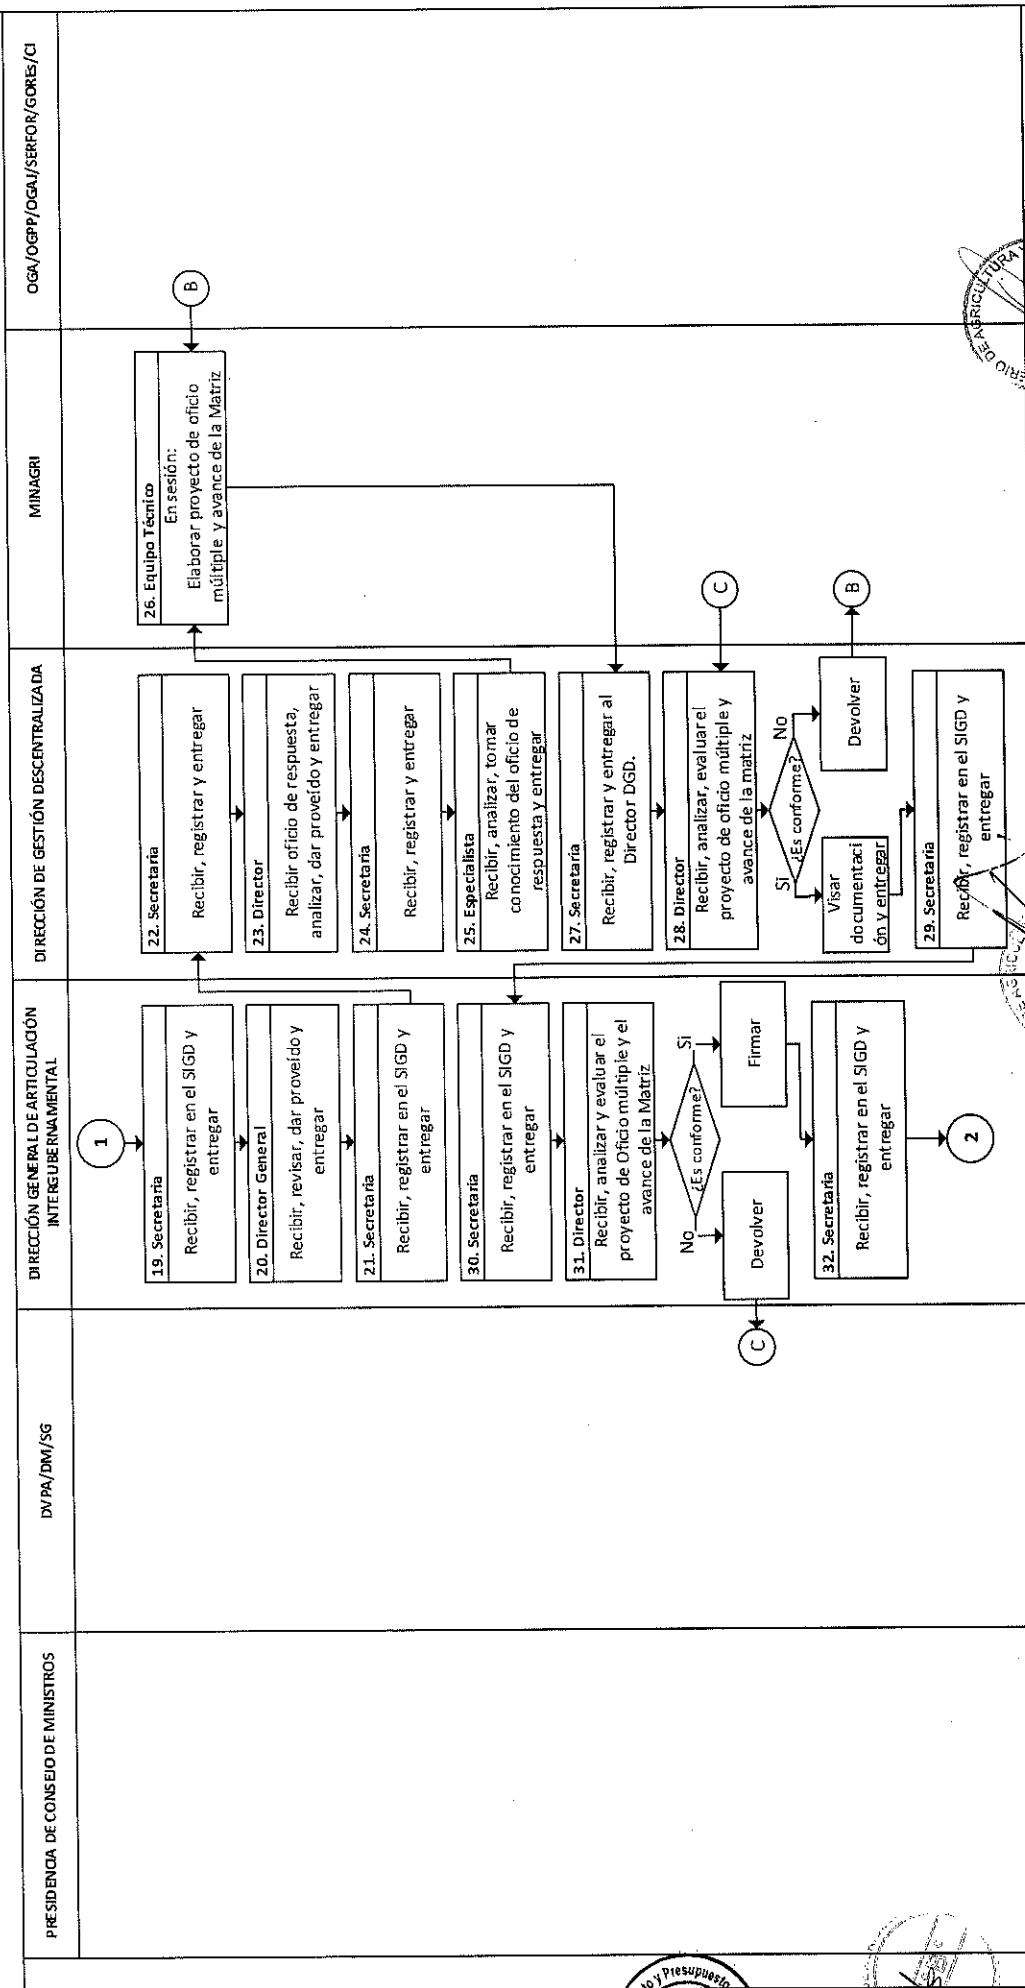 PRESIDENCIA DE CONSEJO DE MINISTROS
DVPA/DM/SG
DIRECCIÓN GENERAL DE ARTICULACIÓN
INTERGUBERNAMENTAL
DIRECCIÓN DE GESTIÓN DESCENTRALIZADA
MINAGRI
OGA/OGPP/OGAJ/SERFOR/GOREs/CI
1
19. Secretaria
Recibir, registrar en el SIGD y
entregar
20. Director General
Recibir, revisar, dar proveído y
entregar
21. Secretaria
Recibir, registrar en el SIGD y
entregar
22. Secretaria
Recibir, registrar y entregar
23. Director
Recibir oficio de respuesta,
analizar, dar proveído y entregar
24. Secretaria
Recibir, registrar y entregar
25. Especialista
Recibir, analizar, tomar
conocimiento del oficio de
respuesta y entregar
26. Equipo Técnico
En sesión:
Elaborar proyecto de oficio
múltiple y avance de la Matriz
B
27. Secretaria
Recibir, registrar y entregar al
Director DGD.
28. Director
Recibir, analizar, evaluar el
proyecto de oficio múltiple y
avance de la matriz
C
¿Es conforme?
Si
No
Visar
documentaci
ón y entregar
Devolver
B
29. Secretaria
Recibir, registrar en el SIGD y
entregar
30. Secretaria
Recibir, registrar en el SIGD y
entregar
31. Director
Recibir, analizar y evaluar el
proyecto de Oficio múltiple y el
avance de la Matriz
¿Es conforme?
No
Si
Devolver
Firmar
C
32. Secretaria
Recibir, registrar en el SIGD y
entregar
2
y Presupuesto
DE AGRICULTURA